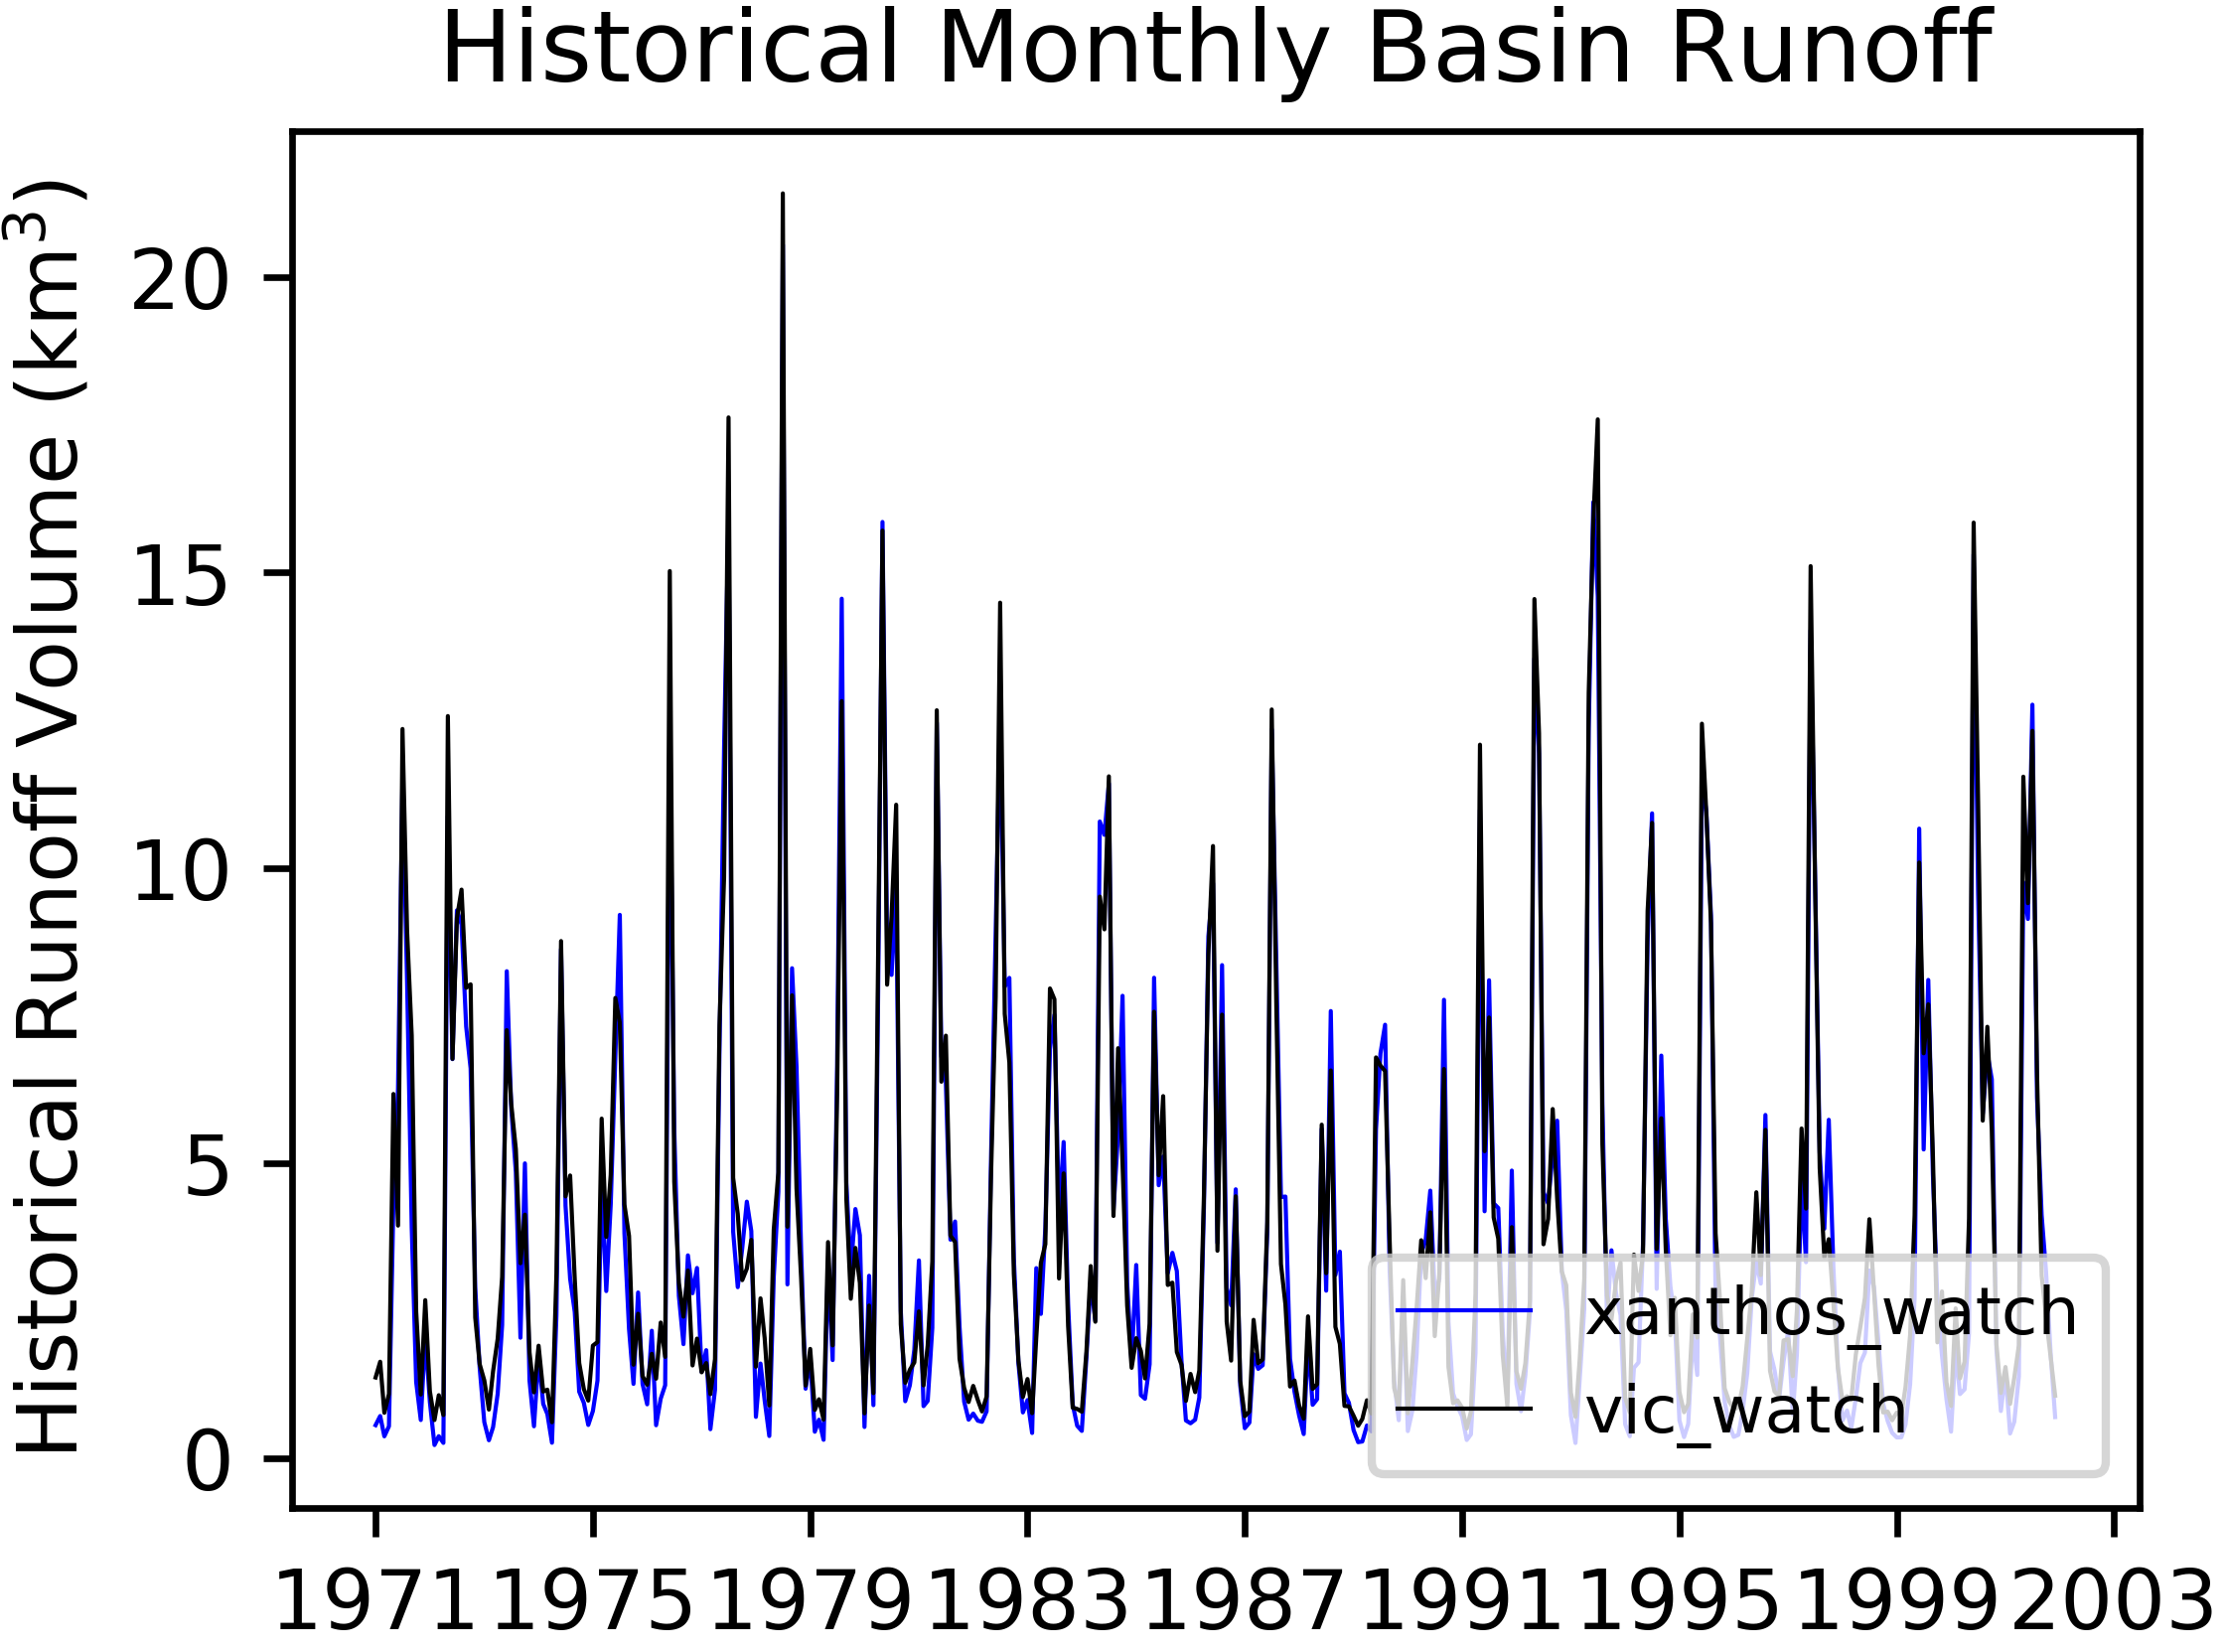 Historical Monthly Basin Runoff
Historical Runoff Volume (km³)
20
15
10
5
0
xanthos_watch
vic_watch
1971 1975 1979 1983 1987 1991 1995 1999 2003